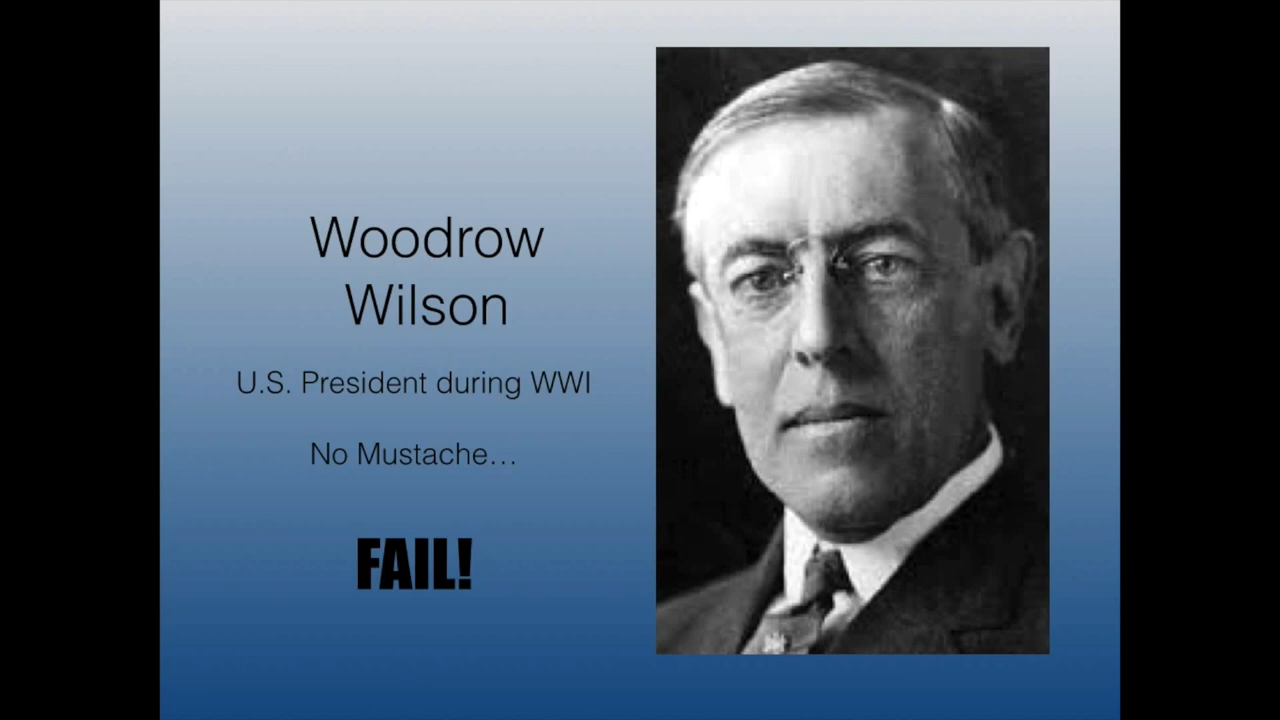 Woodrow
Wilson
U.S. President during WWI
No Mustache…
FAIL!